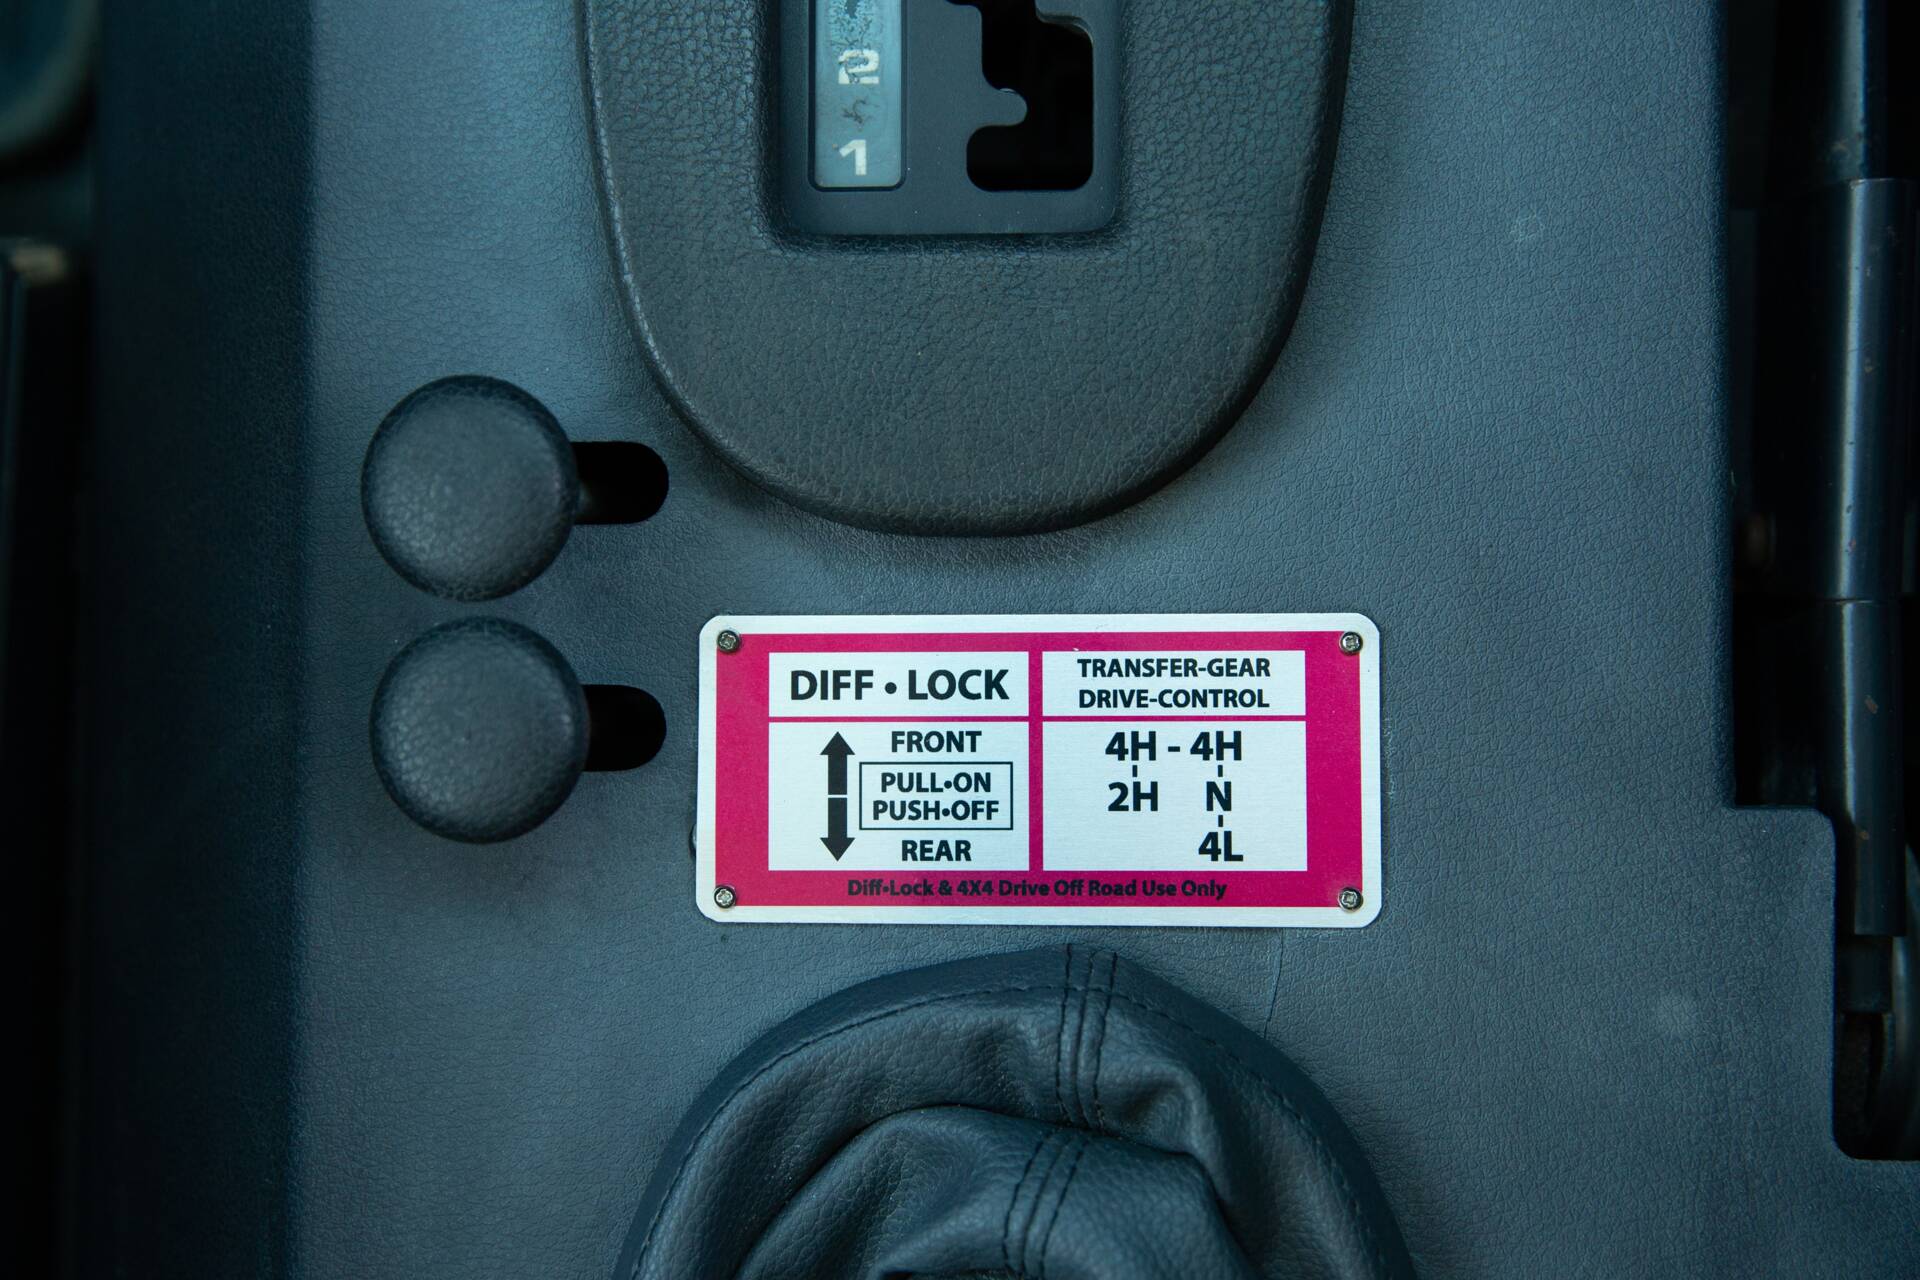 2
1
DIFF • LOCK
FRONT
PULL•ON
PUSH•OFF
REAR
TRANSFER-GEAR
DRIVE-CONTROL
4H - 4H
2H N
4L
Diff•Lock & 4X4 Drive Off Road Use Only